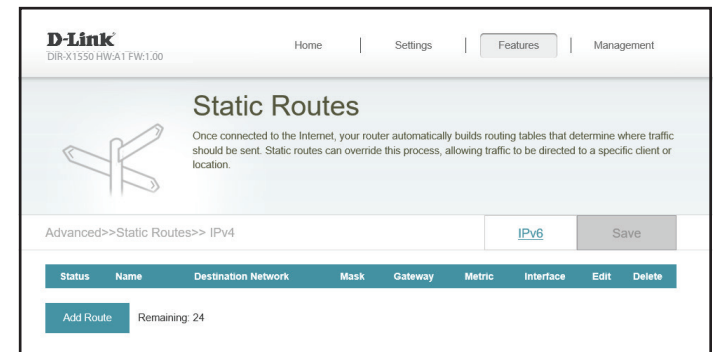 D-Link
DIR-X1550 HW:A1 FW:1.00
Home | Settings | Features | Management
Static Routes
Once connected to the Internet, your router automatically builds routing tables that determine where traffic
should be sent. Static routes can override this process, allowing traffic to be directed to a specific client or
location.
Advanced>>Static Routes>> IPv4 IPv6 Save
Status Name Destination Network Mask Gateway Metric Interface Edit Delete
Add Route Remaining: 24